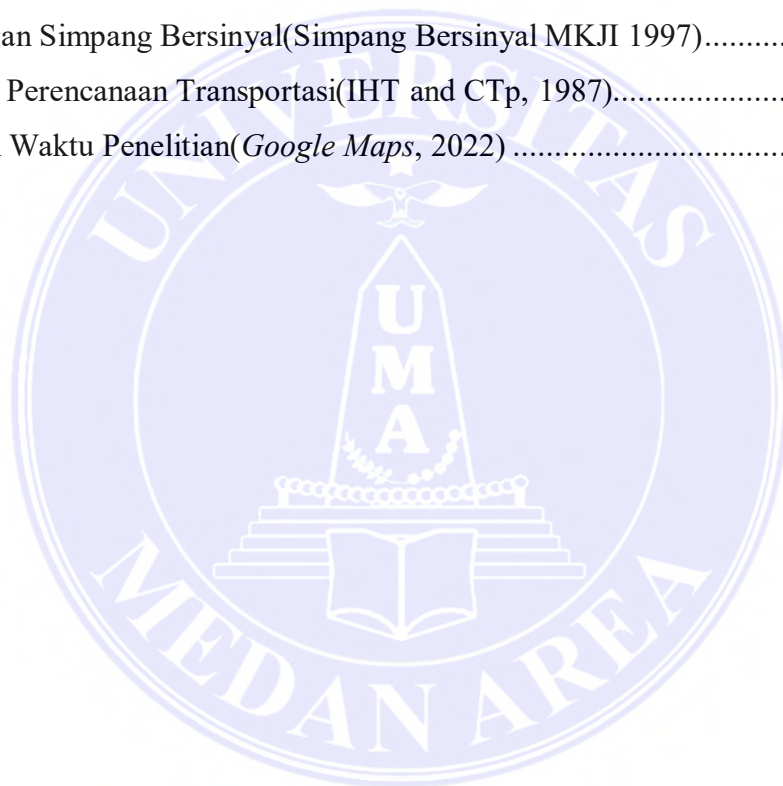 an Simpang Bersinyal(Simpang Bersinyal MKJI 1997)............
Perencanaan Transportasi(IHT and CTp, 1987).....................
Waktu Penelitian(Google Maps, 2022) .................................
UNIVERSITAS
U
M
A
MEDAN AREA